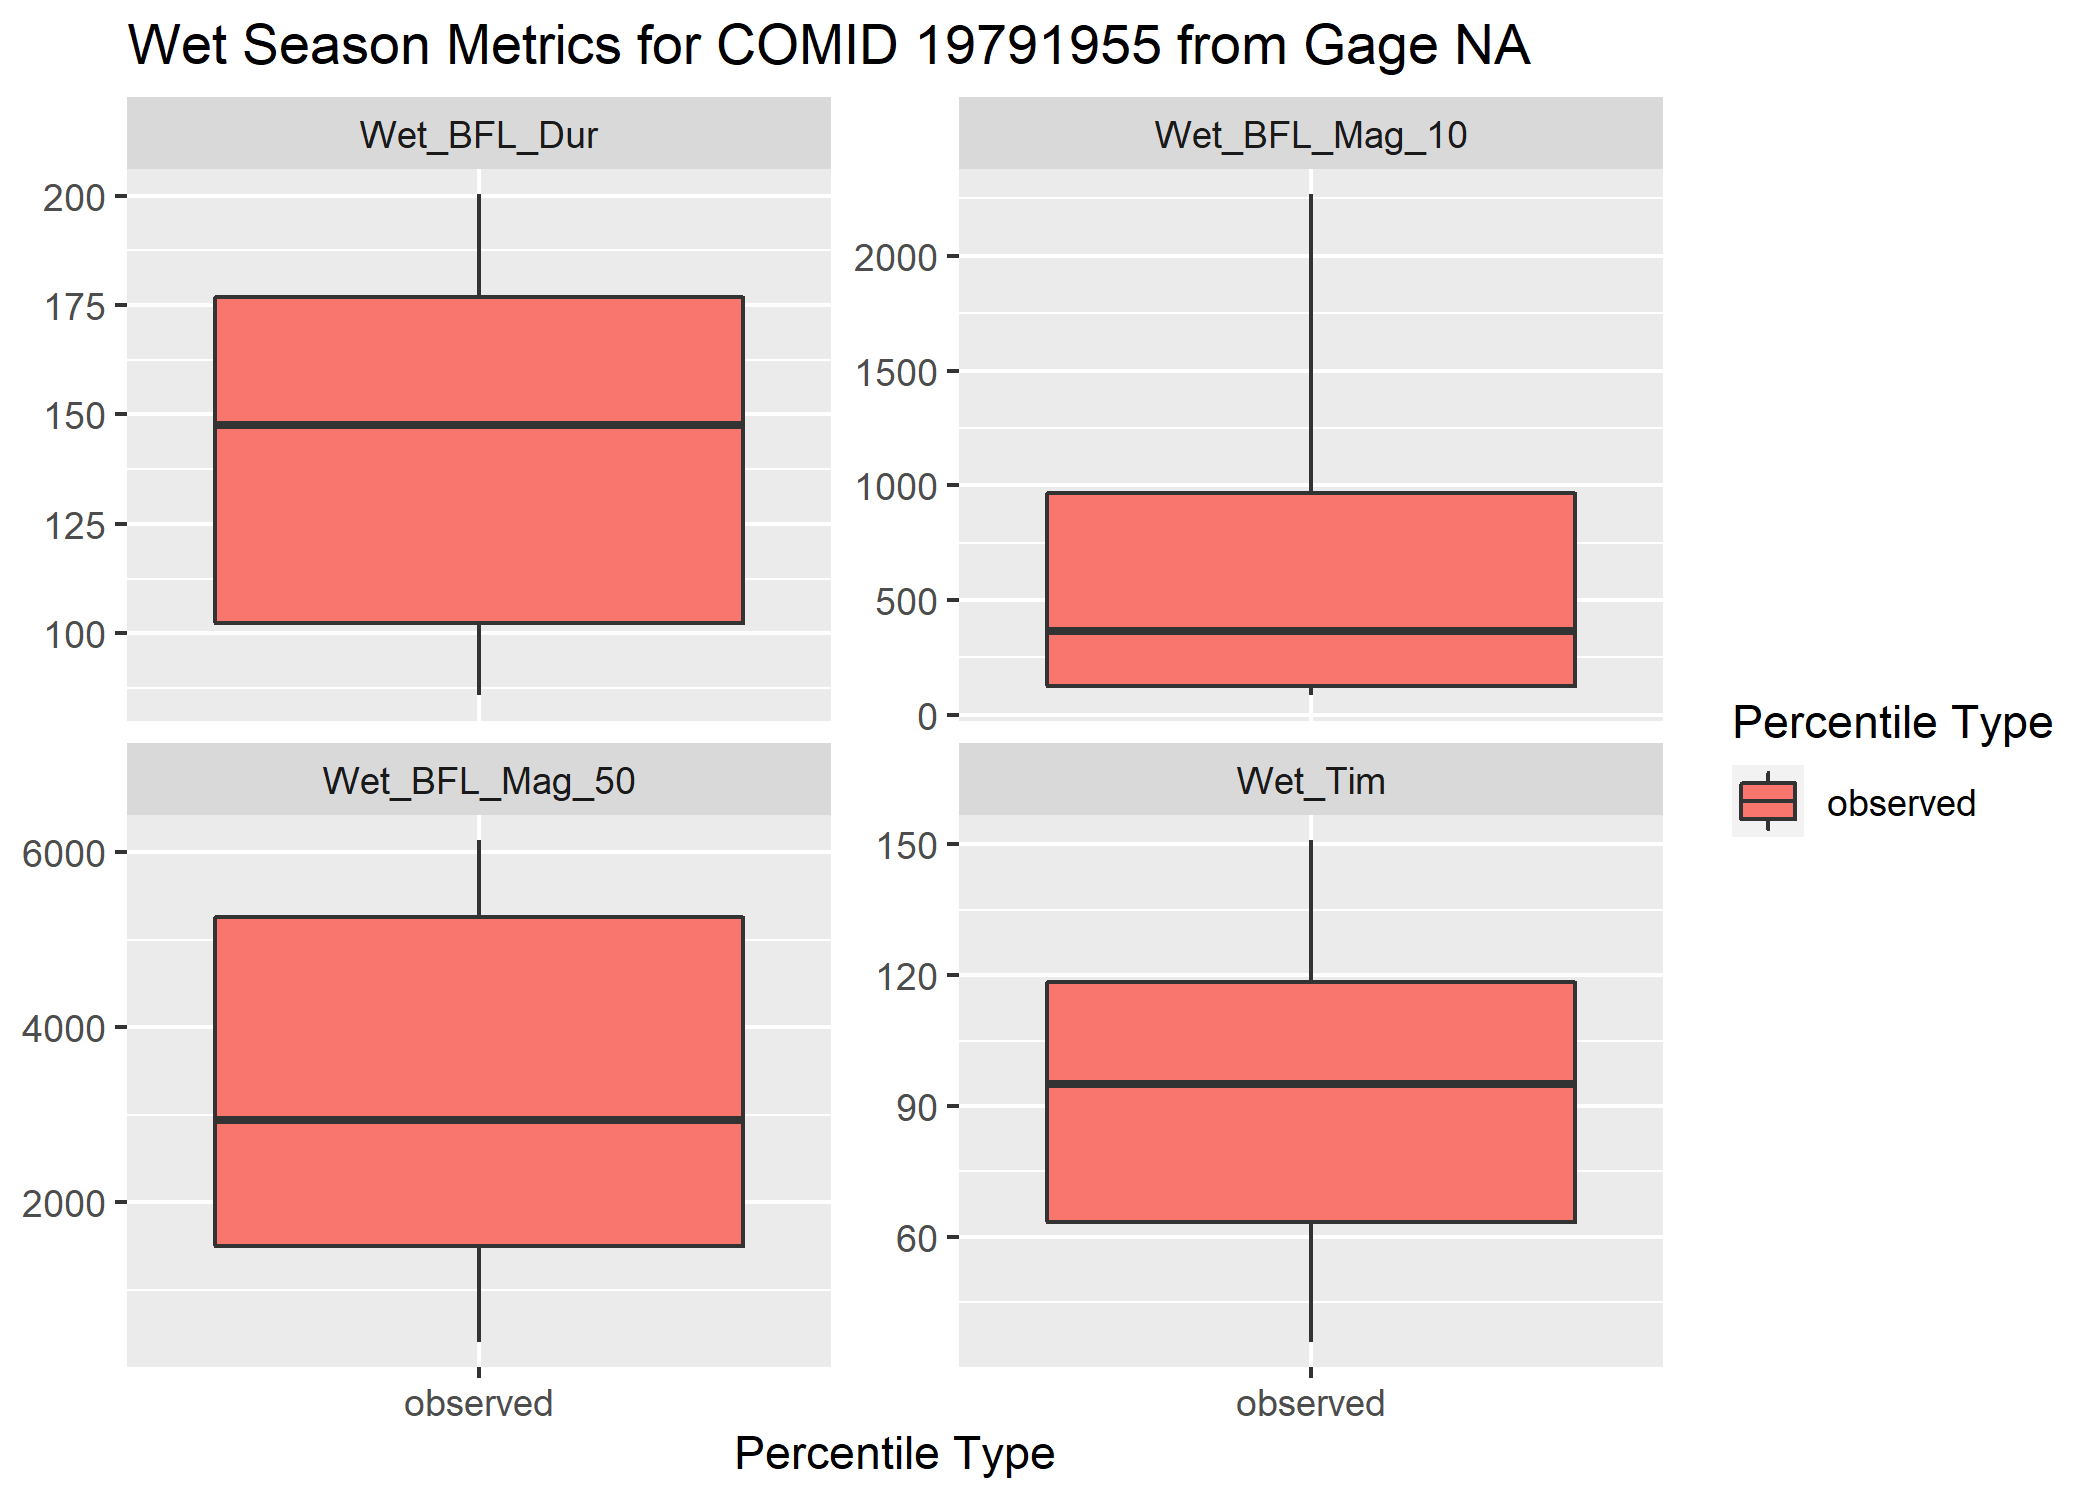 Wet Season Metrics for COMID 19791955 from Gage NA
Wet_BFL_Dur
200
175
150
125
100
Wet_BFL_Mag_10
2000
1500
1000
500
0
Wet_BFL_Mag_50
6000
4000
2000
observed
Wet_Tim
150
120
90
60
observed
Percentile Type
Percentile Type
observed